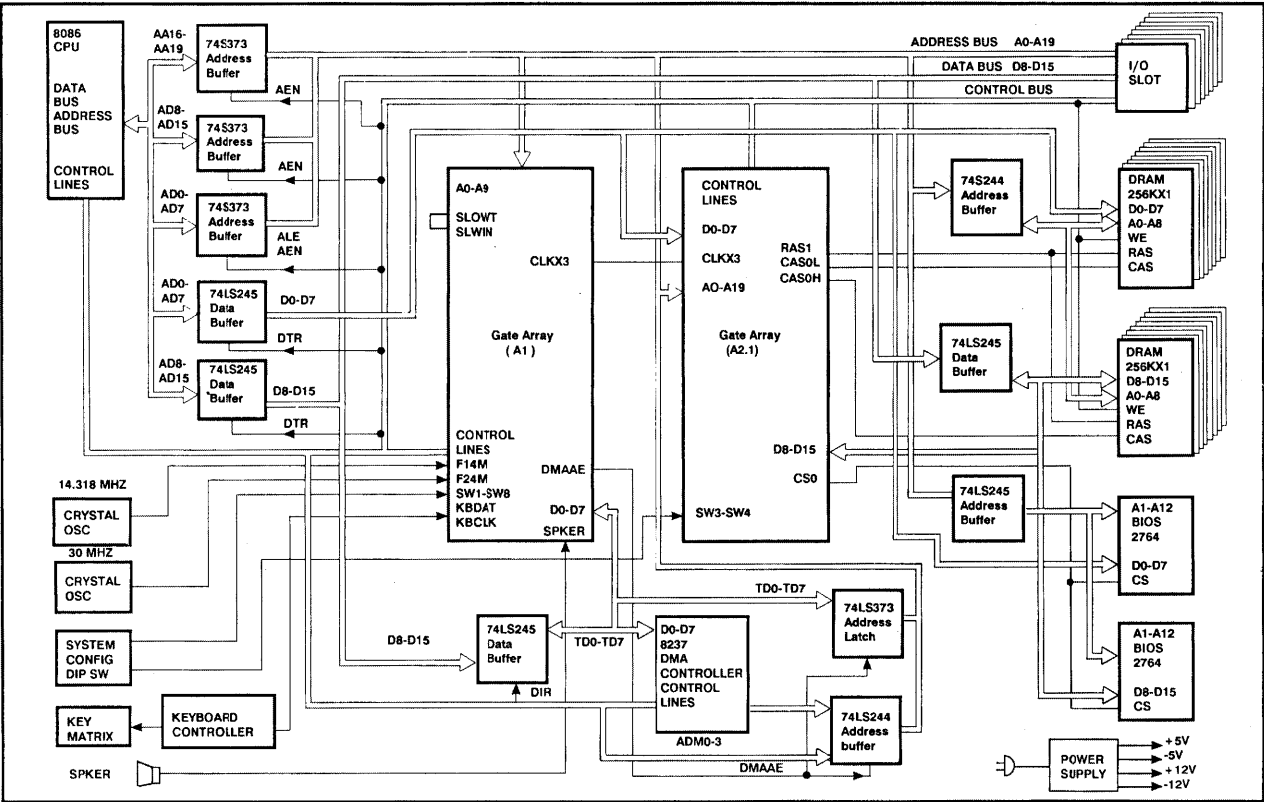 8086
CPU
DATA
BUS
ADDRESS
BUS
CONTROL
LINES
AA16-
AA19
74S373
Address
Buffer
AEN
AD8-
AD15
74S373
Address
Buffer
AEN
AD0-
AD7
74S373
Address
Buffer
ALE
AEN
AD0-
AD7
74LS245
Data
Buffer
D0-D7
DTR
AD8-
AD15
74LS245
Data
Buffer
D8-D15
DTR
ADDRESS BUS A0-A19
DATA BUS D8-D15
CONTROL BUS
I/O
SLOT
A0-A9
SLOWT
SLWIN
CLKX3
Gate Array
( A1 )
CONTROL
LINES
F14M
F24M
SW1-SW8
KBDAT
KBCLK
DMAAE
D0-D7
SPKER
CONTROL
LINES
D0-D7
CLKX3
AO-A19
RAS1
CAS0L
CAS0H
Gate Array
(A2.1)
D8-D15
CS0
SW3-SW4
74S244
Address
Buffer
DRAM
256KX1
D0-D7
A0-A8
WE
RAS
CAS
74LS245
Data
Buffer
DRAM
256KX1
D8-D15
A0-A8
WE
RAS
CAS
74LS245
Address
Buffer
A1-A12
BIOS
2764
D0-D7
CS
A1-A12
BIOS
2764
D8-D15
CS
14.318 MHZ
CRYSTAL
OSC
30 MHZ
CRYSTAL
OSC
SYSTEM
CONFIG
DIP SW
KEY
MATRIX
KEYBOARD
CONTROLLER
SPKER
D8-D15
74LS245
Data
Buffer
DIR
TD0-TD7
TD0-TD7
D0-D7
8237
DMA
CONTROLLER
CONTROL
LINES
ADM0-3
74LS373
Address
Latch
74LS244
Address
buffer
DMAAE
POWER
SUPPLY
+5V
-5V
+12V
-12V